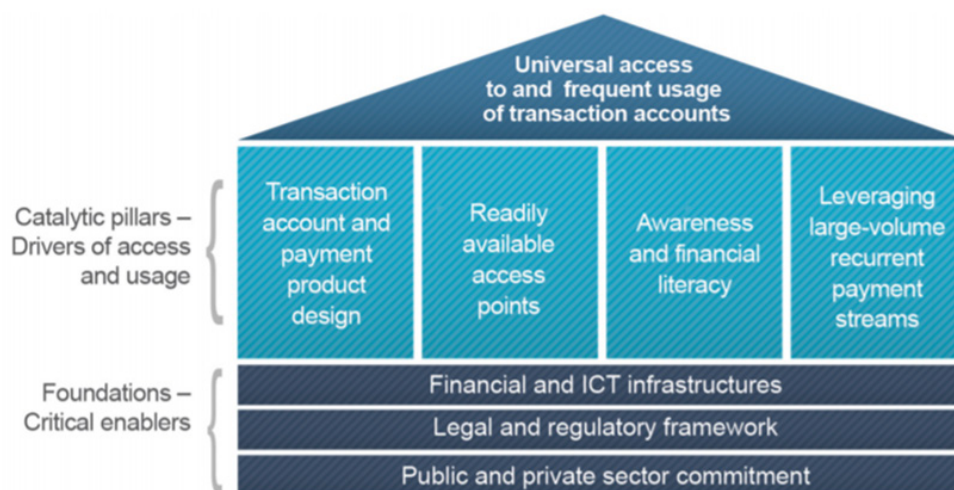 Universal access
to and frequent usage
of transaction accounts
Catalytic pillars –
Drivers of access
and usage
Transaction
account and
payment
product
design
Readily
available
access
points
Awareness
and financial
literacy
Leveraging
large-volume
recurrent
payment
streams
Foundations –
Critical enablers
Financial and ICT infrastructures
Legal and regulatory framework
Public and private sector commitment